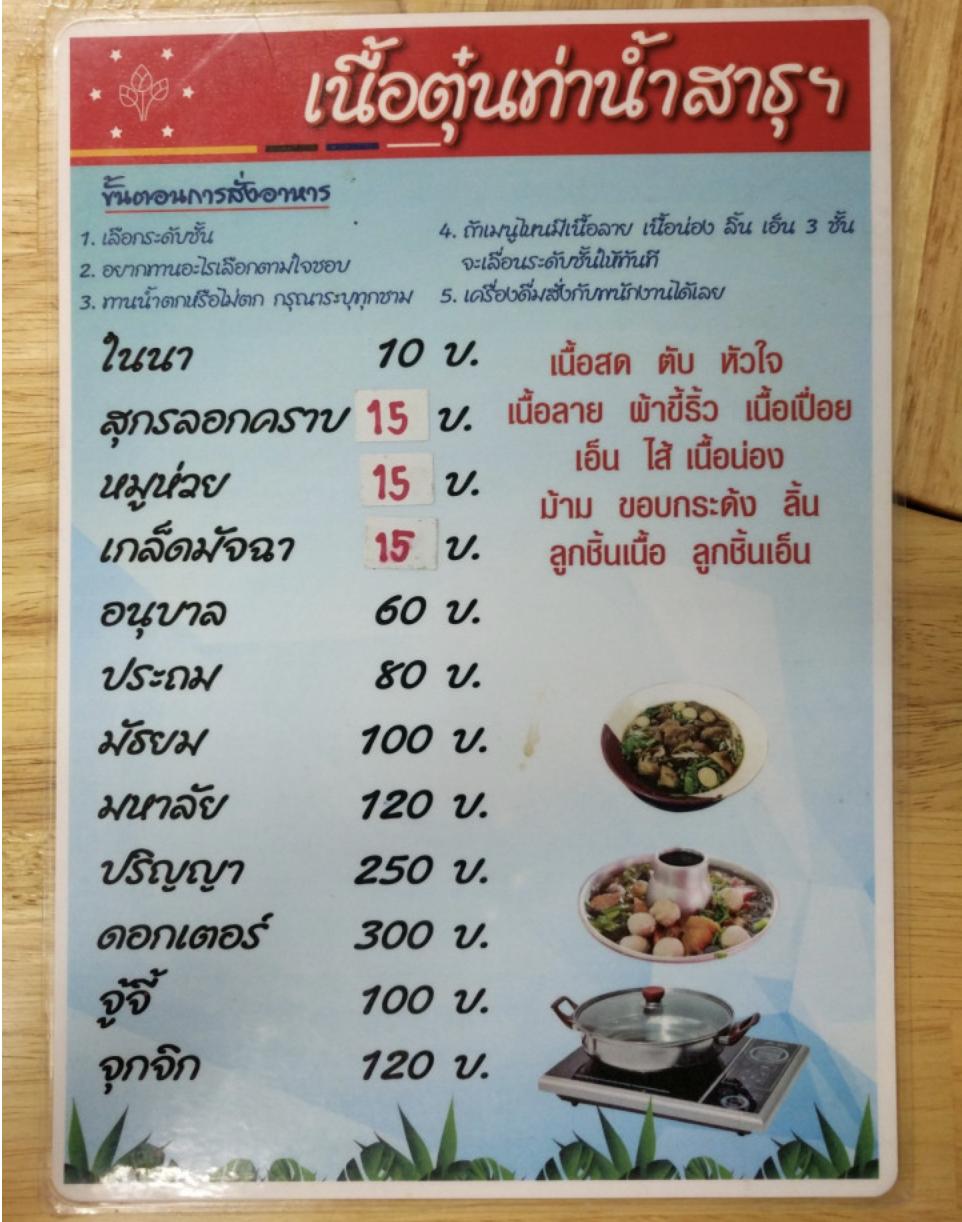 เนื้อตุ๋นท่าน้ำสาธุฯ
ขั้นตอนการสั่งอาหาร
1. เลือกระดับชั้น
2. อยากทานอะไรเลือกตามใจชอบ
3. ทานน้ำตกหรือไม่ตก กรุณาระบุทุกชาม
4. ถ้าเมนูไหนมีเนื้อลาย เนื้อน่อง ลิ้น เอ็น 3 ชั้น
จะเลื่อนระดับชั้นให้ทันที
5. เครื่องดื่มสั่งกับพนักงานได้เลย
ในนา 10 บ.
สุกรลอกคราบ 15 บ.
หมูห่วย 15 บ.
เกล็ดมัจฉา 15 บ.
อนุบาล 60 บ.
ประถม 80 บ.
มัธยม 100 บ.
มหาลัย 120 บ.
ปริญญา 250 บ.
ดอกเตอร์ 300 บ.
จู้จี้ 100 บ.
จุกจิก 120 บ.
เนื้อสด ตับ หัวใจ
เนื้อลาย ผ้าขี้ริ้ว เนื้อเปื่อย
เอ็น ไส้ เนื้อน่อง
ม้าม ขอบกระด้ง ลิ้น
ลูกชิ้นเนื้อ ลูกชิ้นเอ็น